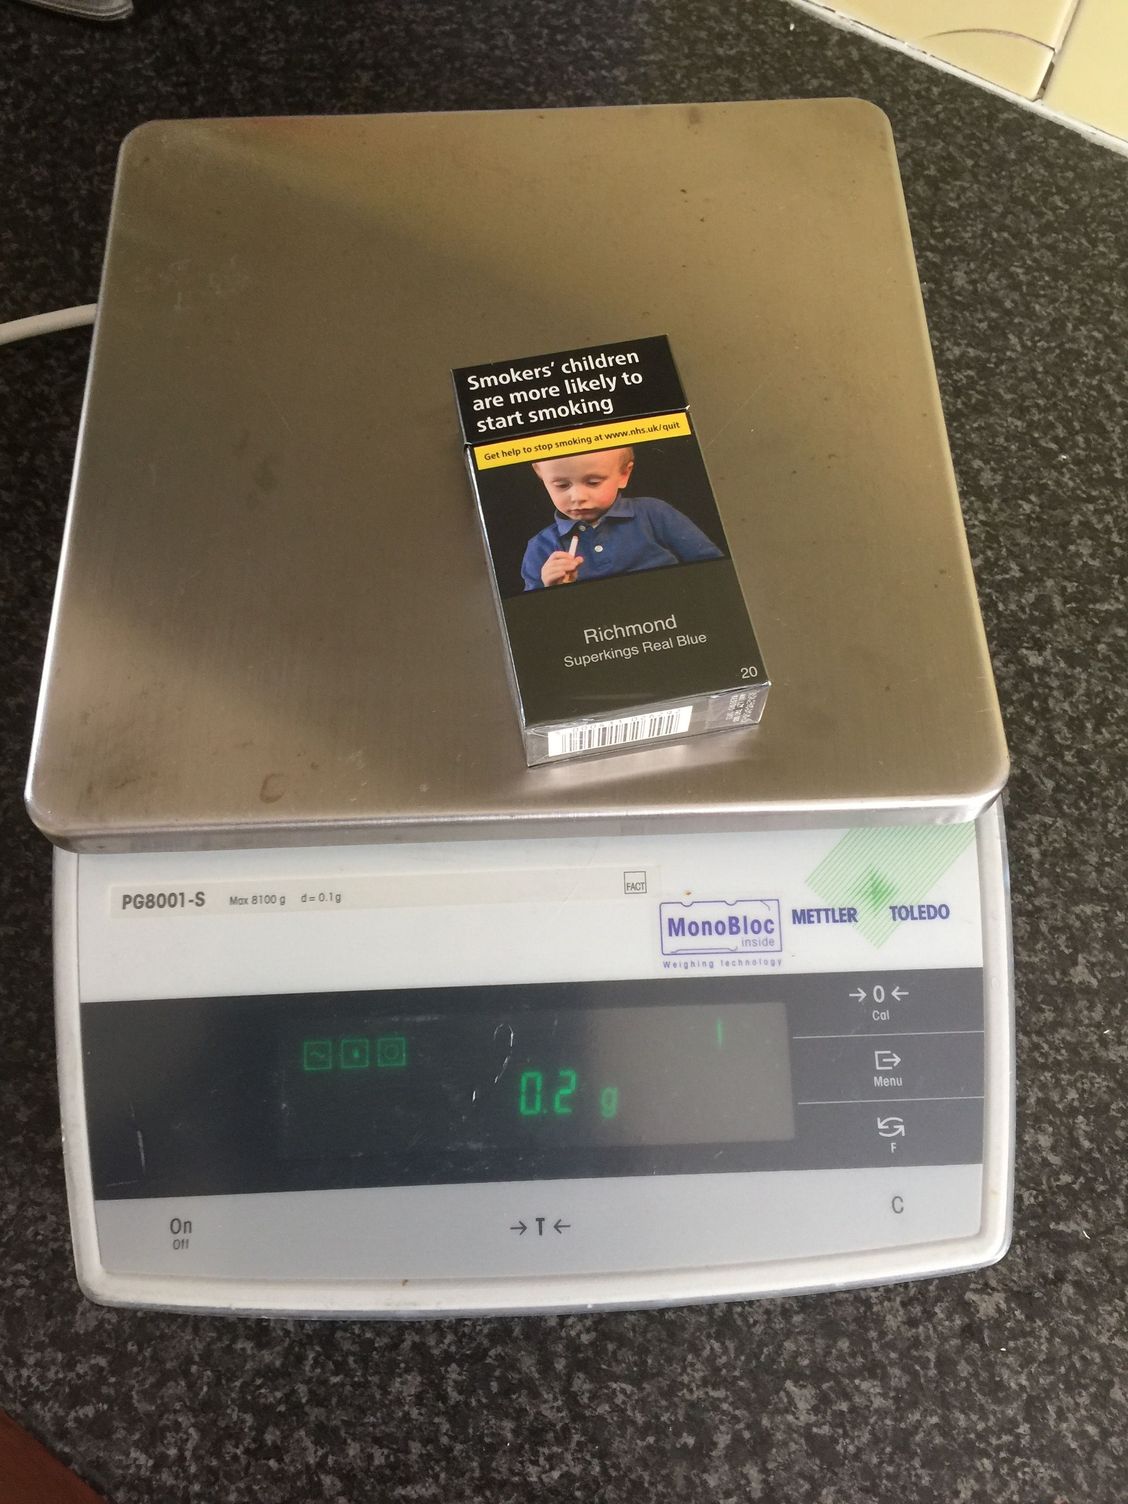 Smokers' children
are more likely to
start smoking
Get help to stop smoking at www.nhs.uk/quit
Richmond
Superkings Real Blue
20
PG8001-S Max 8100 g d= 0.1g
FACT
MonoBloc
inside
Weighing technology
METTLER TOLEDO
→0←
Cal
Menu
F
0.2 g
On
Off
→T←
C